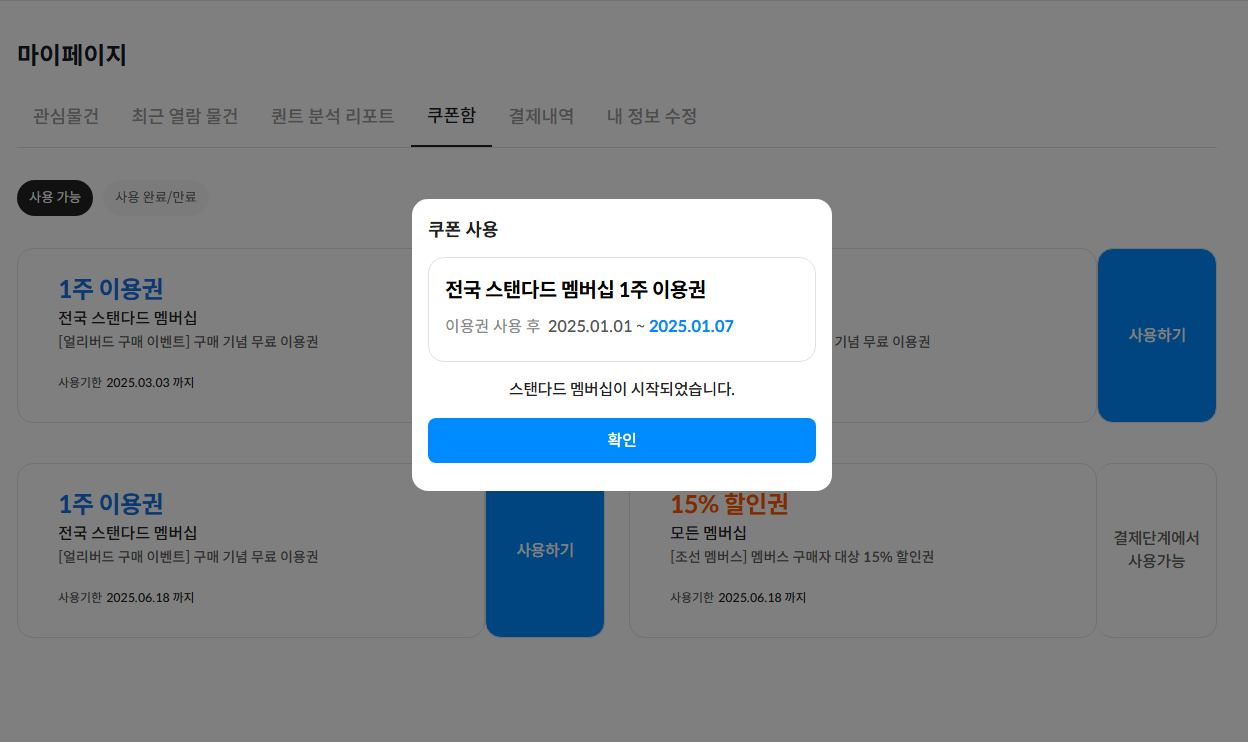 마이페이지
관심물건 최근 열람 물건 퀀트 분석 리포트 쿠폰함 결제내역 내 정보 수정
사용 가능 사용 완료/만료
쿠폰 사용
전국 스탠다드 멤버십 1주 이용권
이용권 사용 후 2025.01.01 ~ 2025.01.07
스탠다드 멤버십이 시작되었습니다.
확인
1주 이용권
전국 스탠다드 멤버십
[얼리버드 구매 이벤트] 구매 기념 무료 이용권
사용기한 2025.03.03 까지
기념 무료 이용권
사용하기
1주 이용권
전국 스탠다드 멤버십
[얼리버드 구매 이벤트] 구매 기념 무료 이용권
사용기한 2025.06.18 까지
사용하기
15% 할인권
모든 멤버십
[조선 멤버스] 멤버스 구매자 대상 15% 할인권
사용기한 2025.06.18 까지
결제단계에서
사용가능